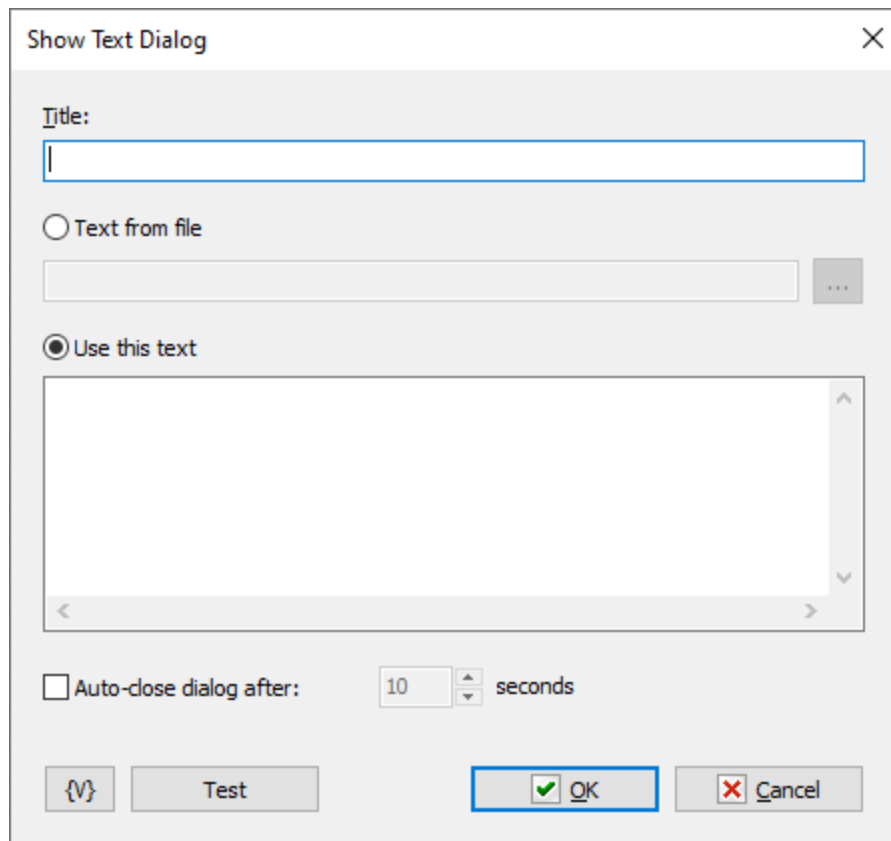 Show Text Dialog
Title:
Text from file
...
Use this text
Auto-close dialog after: 10 seconds
{V} Test OK Cancel